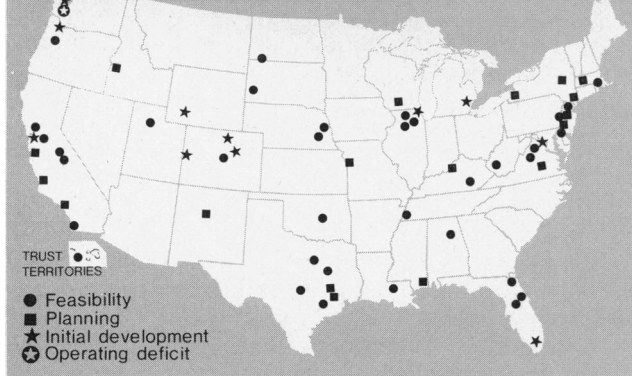 TRUST
TERRITORIES
Feasibility
Planning
Initial development
Operating deficit